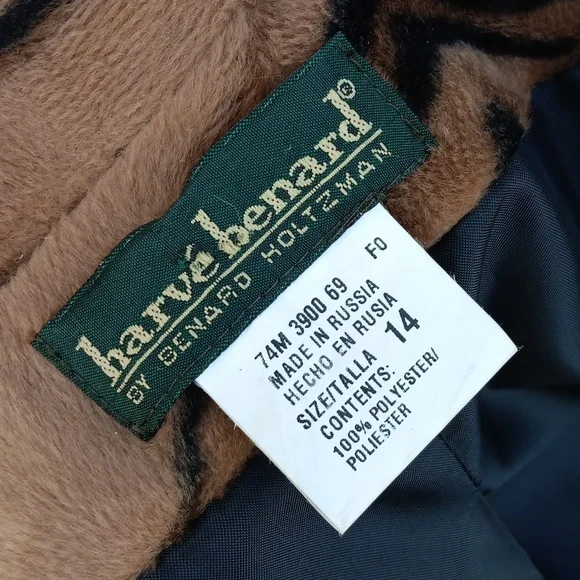 harvé benard®
BY BENARD HOLTZMAN
74M 3900 69 F0
MADE IN RUSSIA
HECHO EN RUSIA
SIZE/TALLA 14
CONTENTS:
100% POLYESTER/
POLIESTER